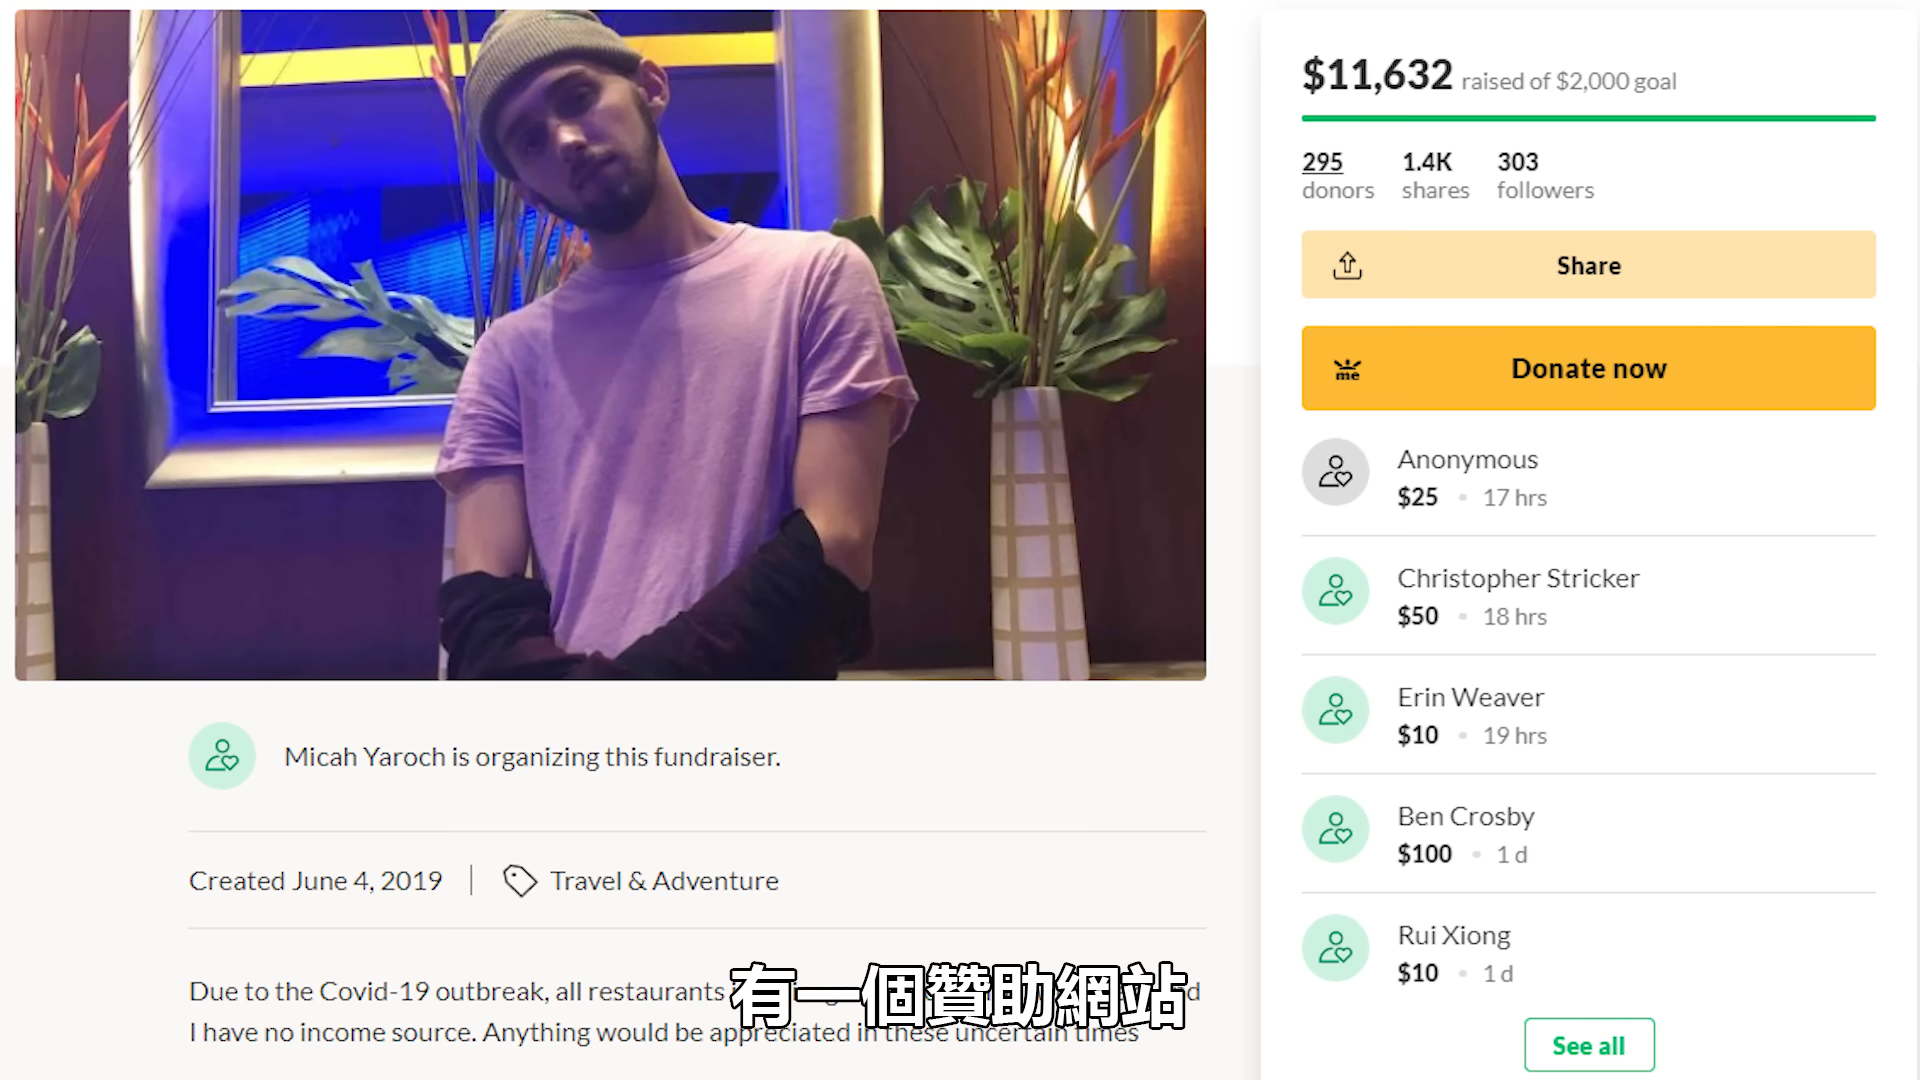 $11,632 raised of $2,000 goal
295 donors
1.4K shares
303 followers
Share
me
Donate now
Anonymous
$25 • 17 hrs
Christopher Stricker
$50 • 18 hrs
Erin Weaver
$10 • 19 hrs
Ben Crosby
$100 • 1 d
Rui Xiong
$10 • 1 d
See all
Micah Yaroch is organizing this fundraiser.
Created June 4, 2019
Travel & Adventure
Due to the Covid-19 outbreak, all restaurants
I have no income source. Anything would be appreciated in these uncertain times
有一個贊助網站